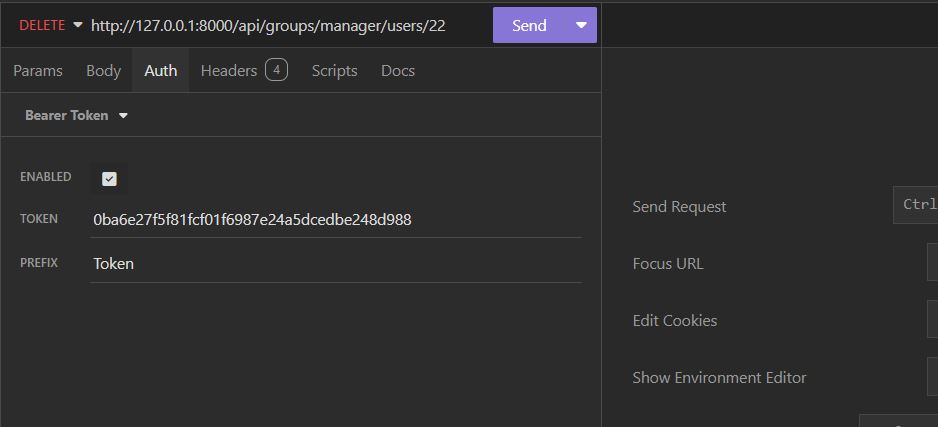 DELETE http://127.0.0.1:8000/api/groups/manager/users/22 Send
Params Body Auth Headers 4 Scripts Docs
Bearer Token
ENABLED
TOKEN 0ba6e27f5f81fcf01f6987e24a5dcedbe248d988
PREFIX Token
Send Request Ctrl
Focus URL
Edit Cookies
Show Environment Editor